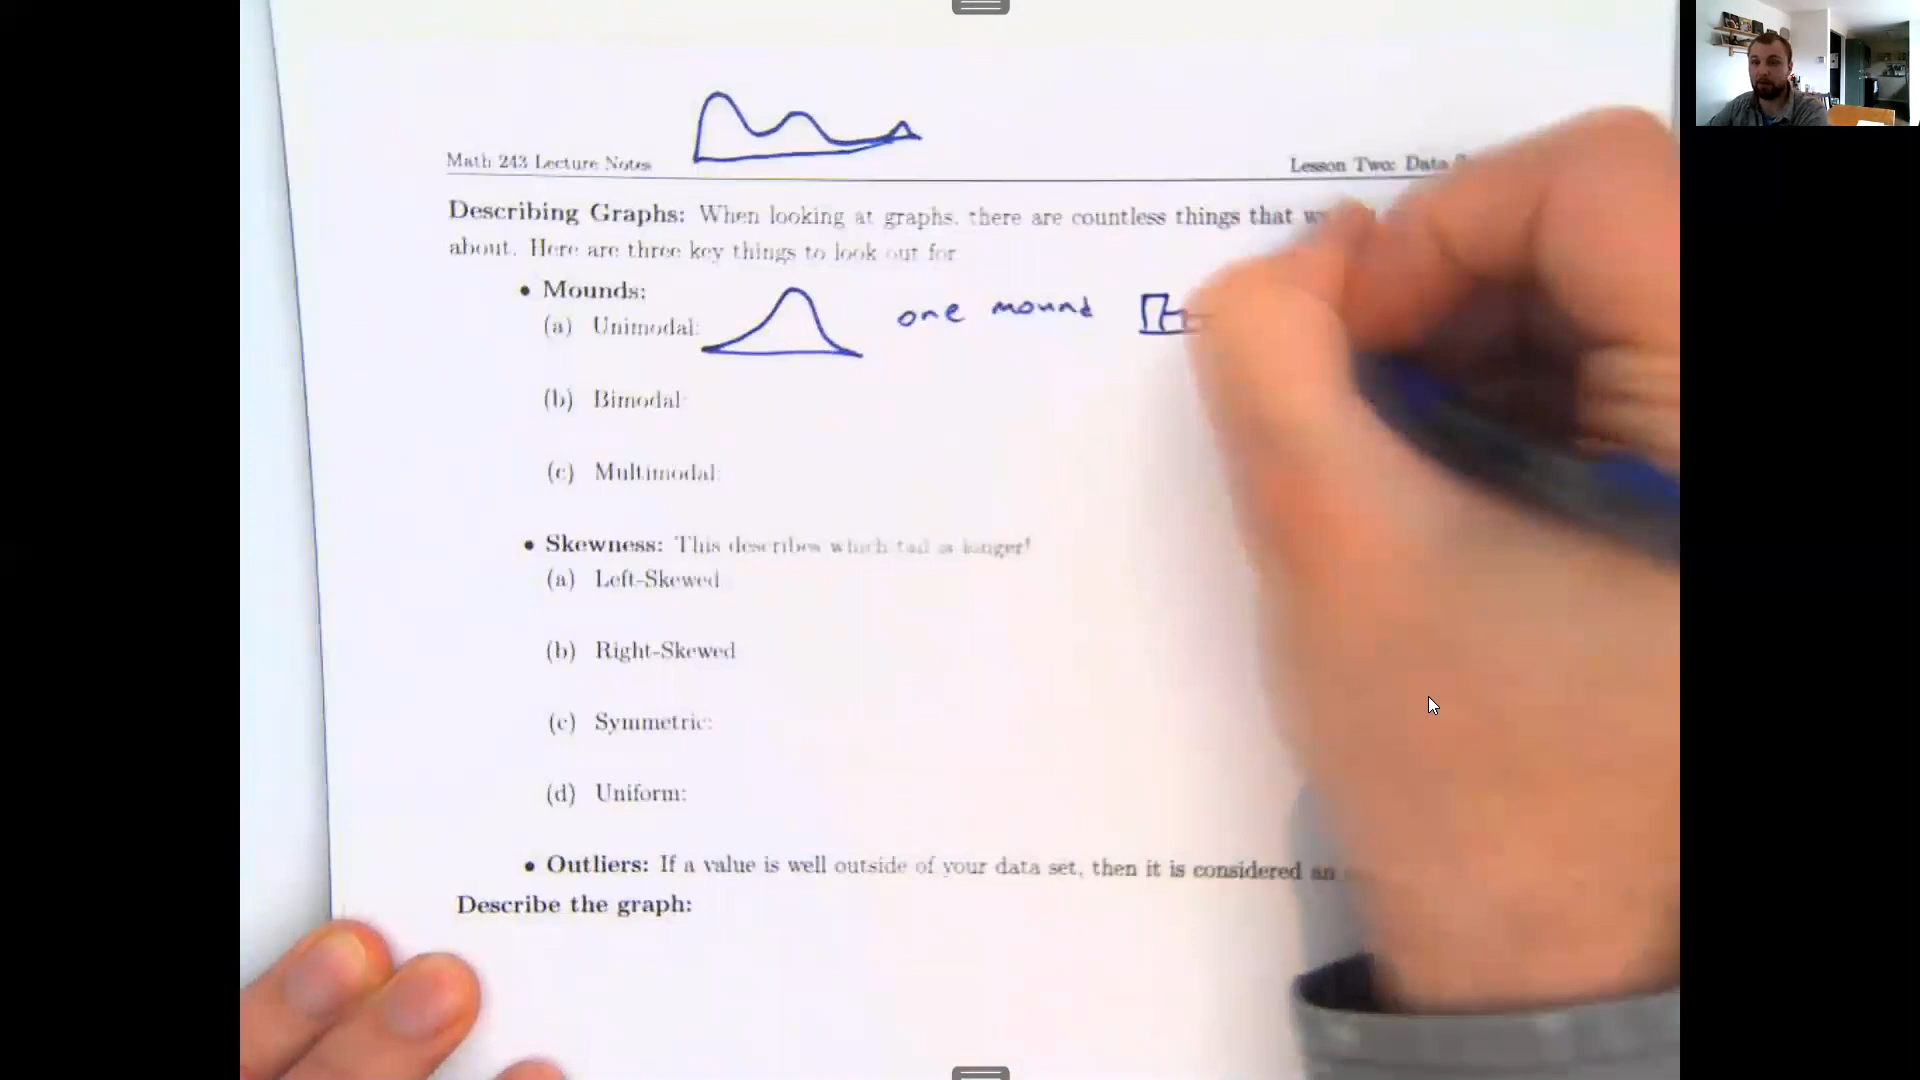 Math 243 Lecture Notes
Lesson Two: Data
Describing Graphs: When looking at graphs, there are countless things that
about. Here are three key things to look out for
• Mounds:
(a) Unimodal: one mound
(b) Bimodal:
(c) Multimodal:
• Skewness: This describes which tail is longer!
(a) Left-Skewed
(b) Right-Skewed
(c) Symmetric:
(d) Uniform:
• Outliers: If a value is well outside of your data set, then it is considered an
Describe the graph: